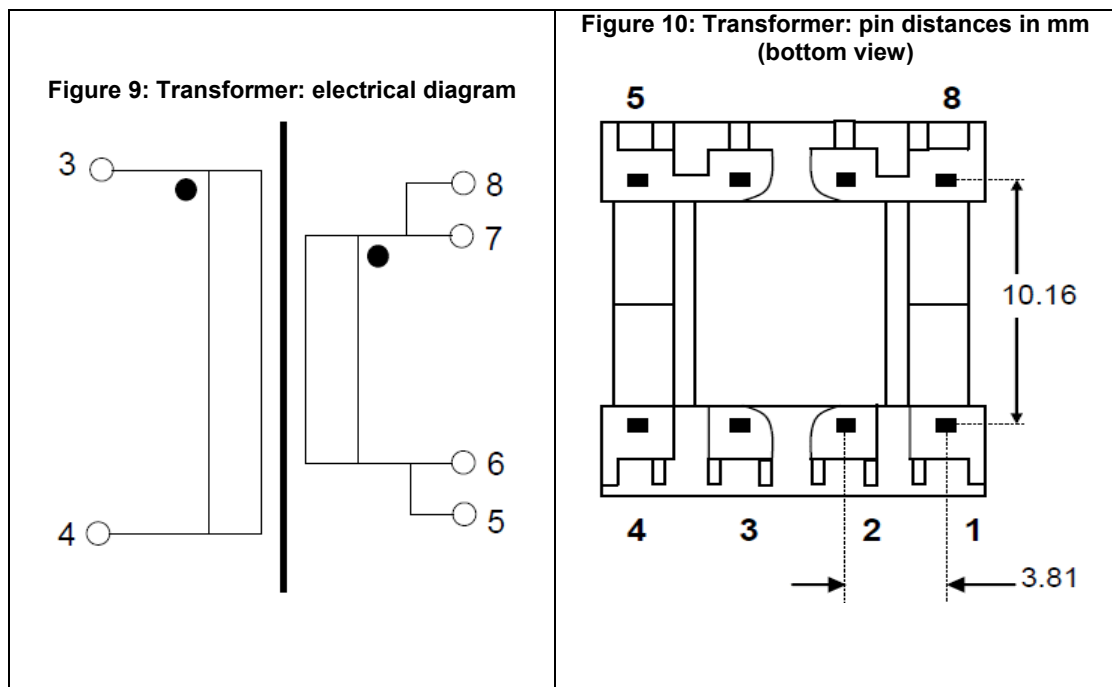 Figure 9: Transformer: electrical diagram
3
4
8
7
6
5
Figure 10: Transformer: pin distances in mm
(bottom view)
5 8
10.16
4 3 2 1
3.81